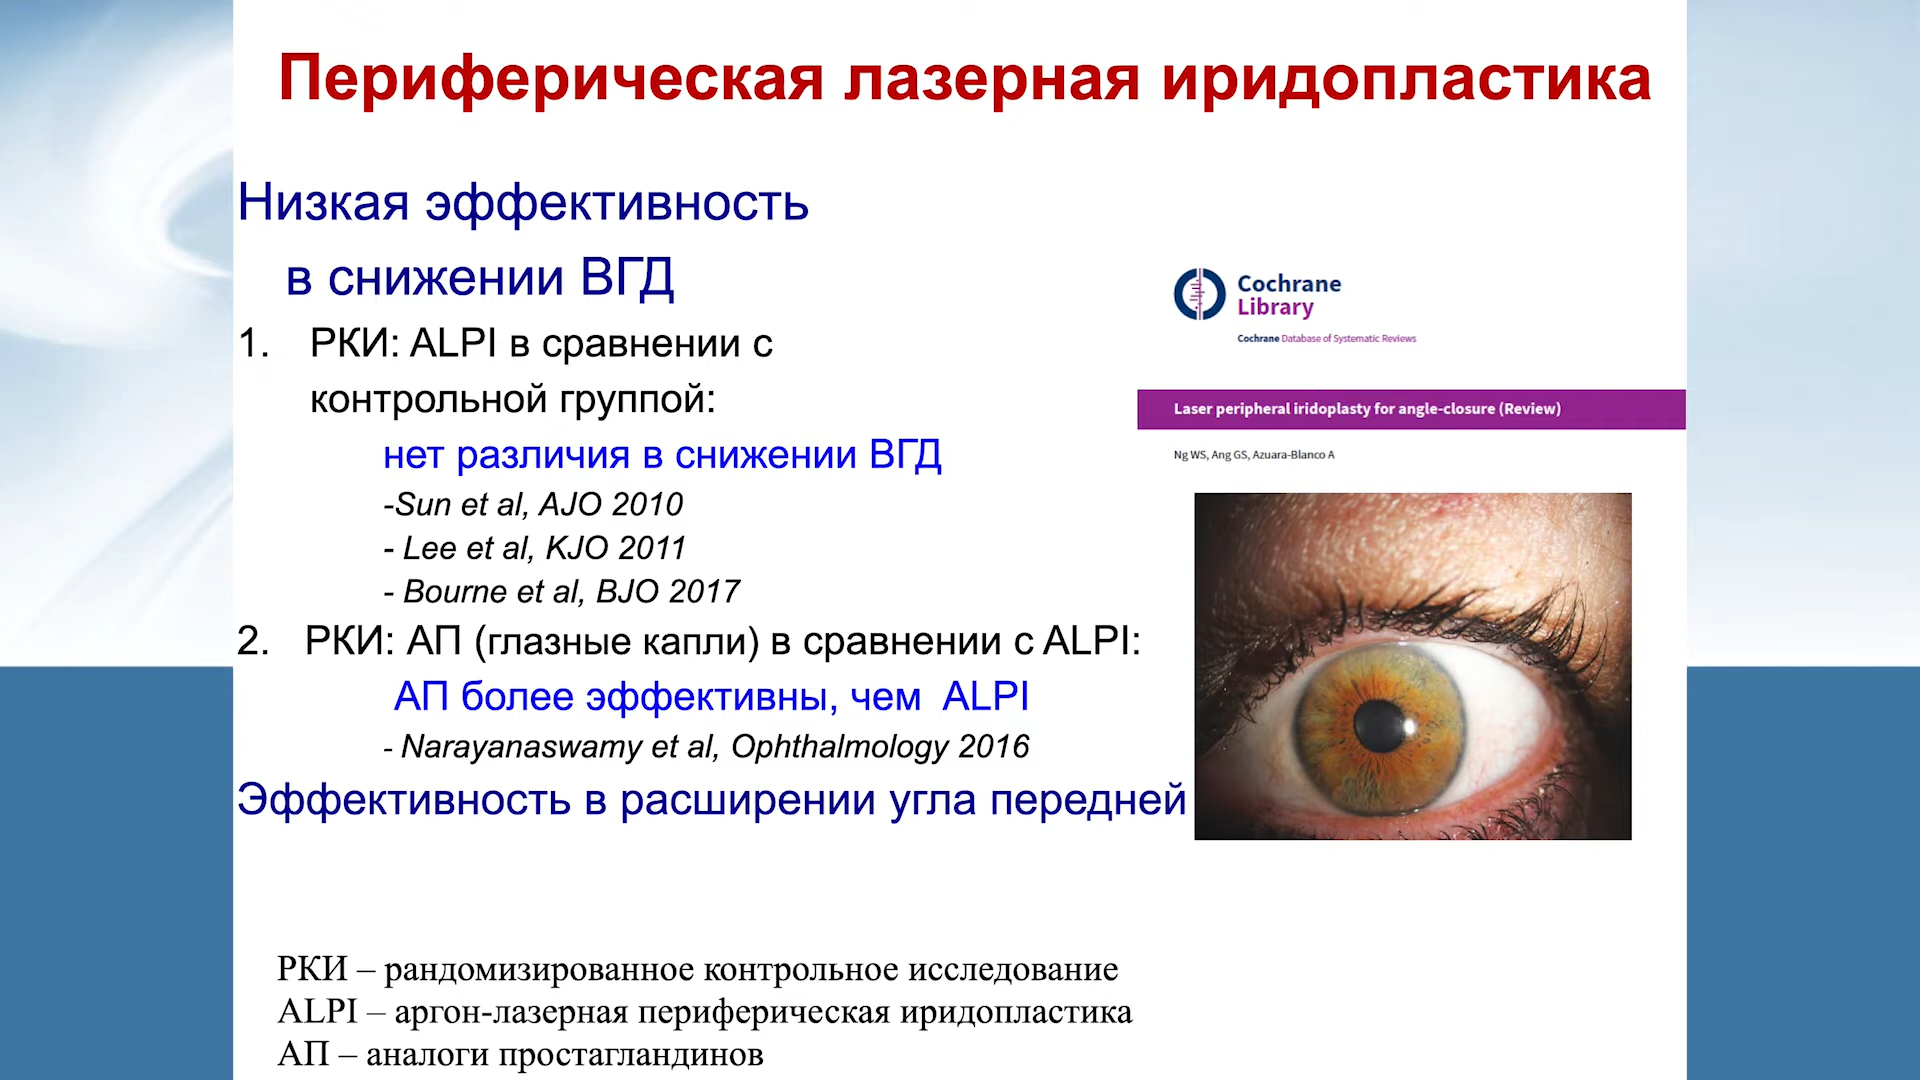 Периферическая лазерная иридопластика
Низкая эффективность
в снижении ВГД
1. РКИ: ALPI в сравнении с
контрольной группой:
нет различия в снижении ВГД
-Sun et al, AJO 2010
- Lee et al, KJO 2011
- Bourne et al, BJO 2017
2. РКИ: АП (глазные капли) в сравнении с ALPI:
АП более эффективны, чем ALPI
- Narayanaswamy et al, Ophthalmology 2016
Эффективность в расширении угла передней
Cochrane
Library
Cochrane Database of Systematic Reviews
Laser peripheral iridoplasty for angle-closure (Review)
Ng WS, Ang GS, Azuara-Blanco A
РКИ – рандомизированное контрольное исследование
ALPI – аргон-лазерная периферическая иридопластика
АП – аналоги простагландинов